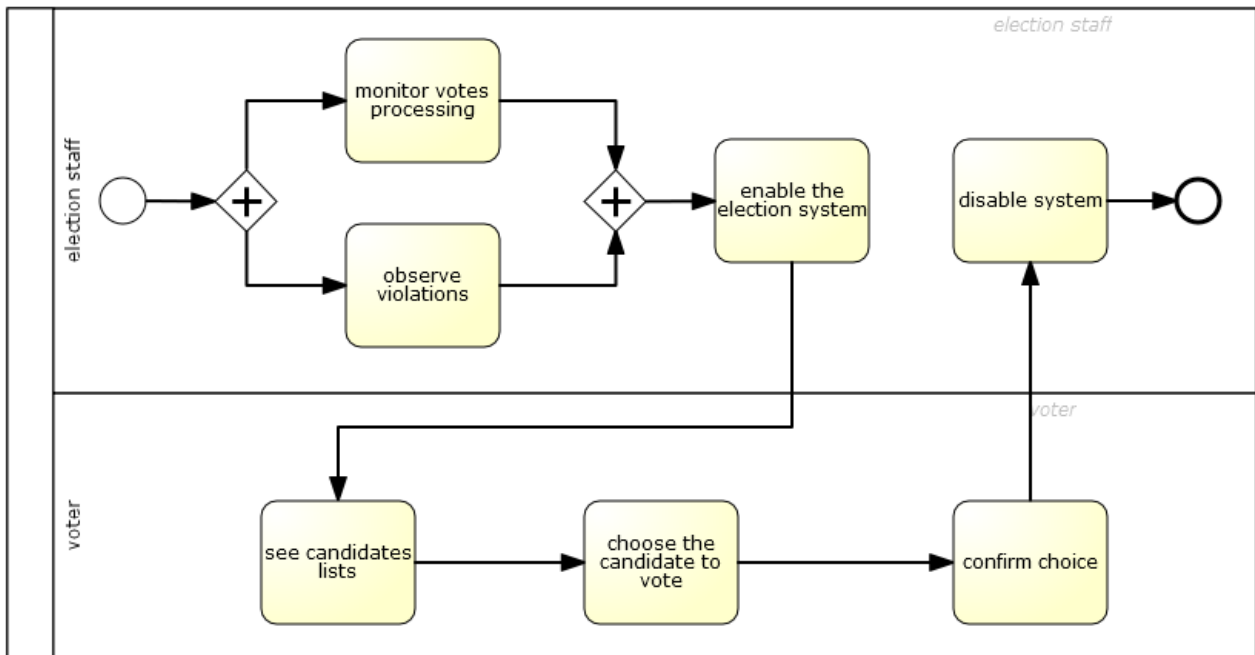 election staff
election staff
monitor votes
processing
enable the
election system
disable system
observe
violations
voter
voter
see candidates
lists
choose the
candidate to
vote
confirm choice